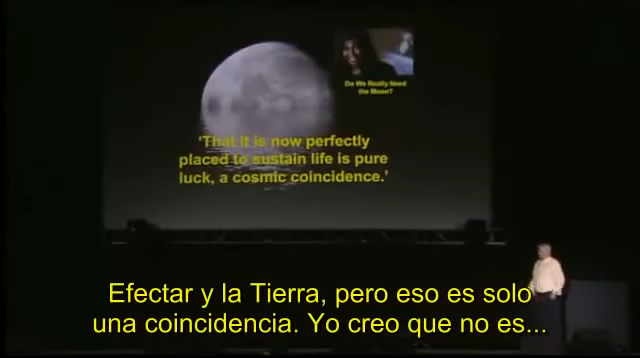 Do We Really Need
the Moon?
'That it is now perfectly
placed to sustain life is pure
luck, a cosmic coincidence.'
Efectar y la Tierra, pero eso es solo
una coincidencia. Yo creo que no es...